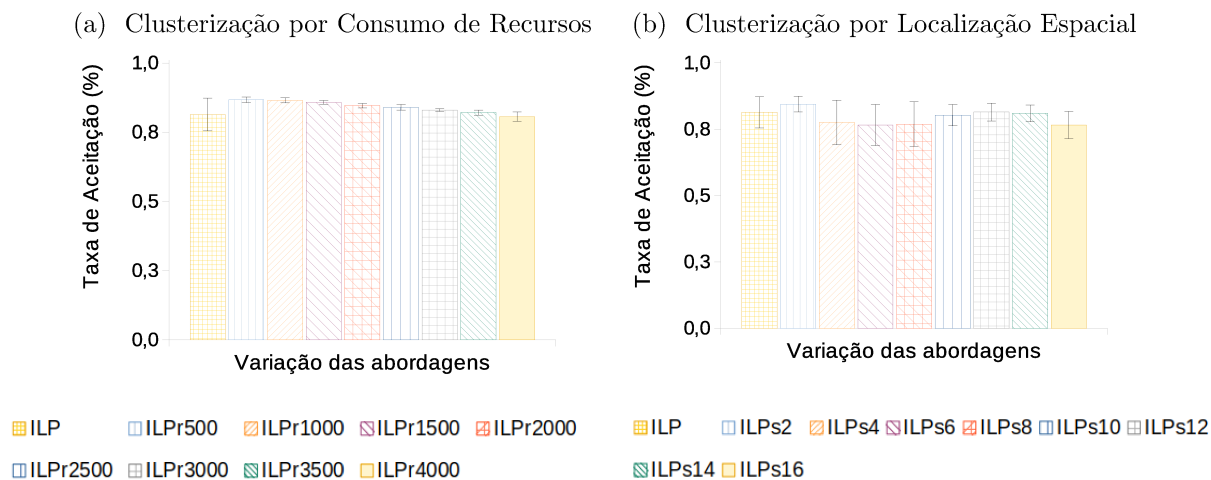 (a) Clusterização por Consumo de Recursos
Taxa de Aceitação (%)
1,0
0,8
0,5
0,3
0,0
Variação das abordagens
ILP ILPr500 ILPr1000 ILPr1500 ILPr2000
ILPr2500 ILPr3000 ILPr3500 ILPr4000
(b) Clusterização por Localização Espacial
Taxa de Aceitação (%)
1,0
0,8
0,5
0,3
0,0
Variação das abordagens
ILP ILPs2 ILPs4 ILPs6 ILPs8 ILPs10 ILPs12
ILPs14 ILPs16